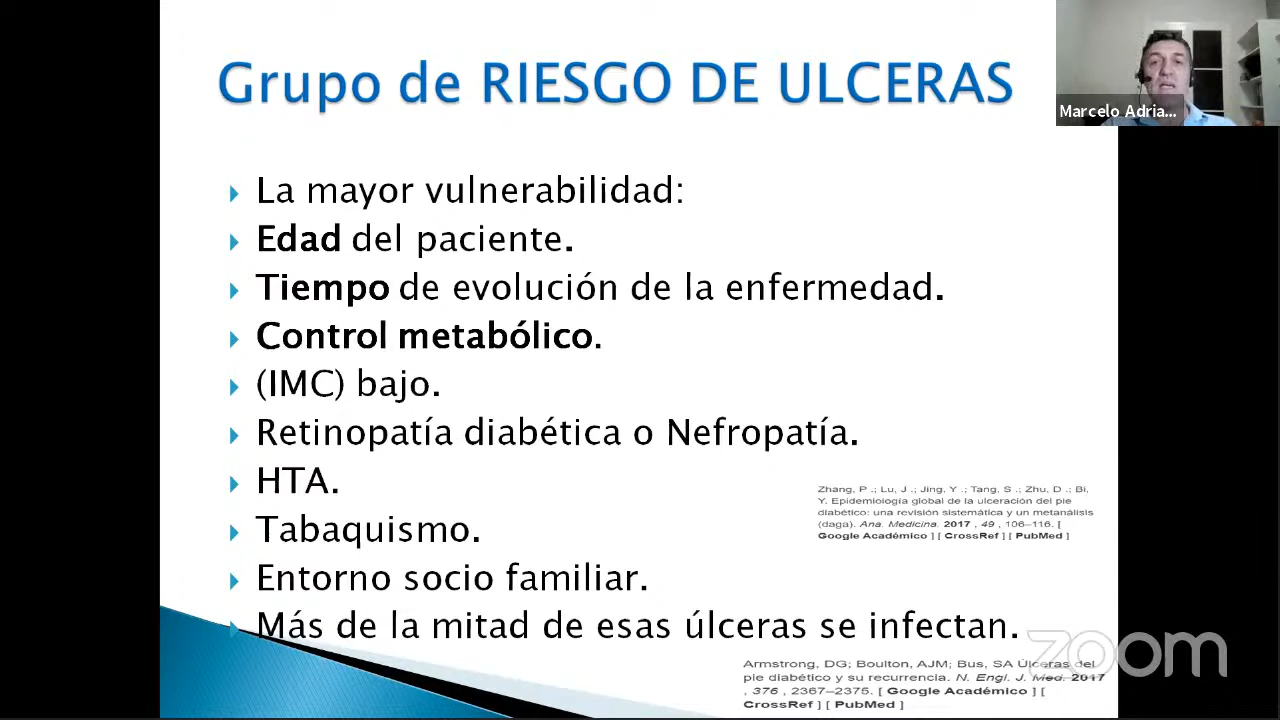 Grupo de RIESGO DE ULCERAS
Marcelo Adria...
La mayor vulnerabilidad:
Edad del paciente.
Tiempo de evolución de la enfermedad.
Control metabólico.
(IMC) bajo.
Retinopatía diabética o Nefropatía.
HTA.
Tabaquismo.
Entorno socio familiar.
Más de la mitad de esas úlceras se infectan.
Zhang, P .; Lu, J .; Jing, Y .; Tang, S .; Zhu, D .; Bi,
Y. Epidemiología global de la ulceración del pie
diabético: una revisión sistemática y un metanálisis
(daga). Ana. Medicina. 2017 , 49 , 106–116. [
Google Académico ] [ CrossRef ] [ PubMed ]
zoom
Armstrong, DG; Boulton, AJM; Bus, SA Úlceras del
pie diabético y su recurrencia. N. Engl. J. Med. 2017
, 376 , 2367–2375. [ Google Académico ] [
CrossRef ] [ PubMed ]